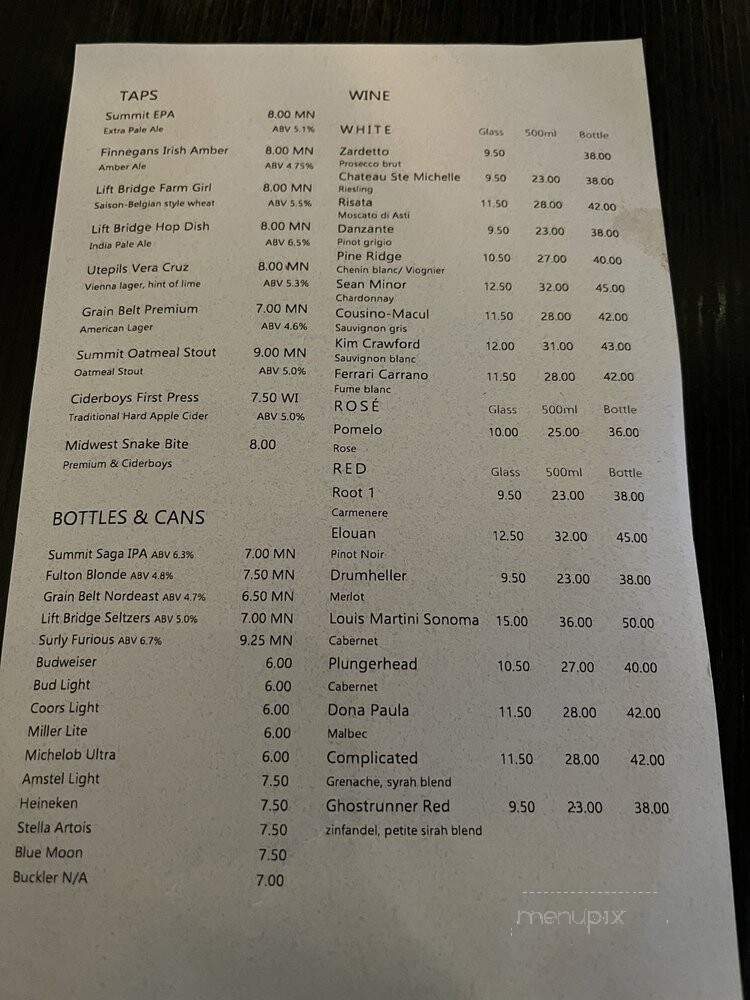 TAPS
Summit EPA 8.00 MN
Extra Pale Ale ABV 5.1%
Finnegans Irish Amber 8.00 MN
Amber Ale ABV 4.75%
Lift Bridge Farm Girl 8.00 MN
Saison-Belgian style wheat ABV 5.5%
Lift Bridge Hop Dish 8.00 MN
India Pale Ale ABV 6.5%
Utepils Vera Cruz 8.00 MN
Vienna lager, hint of lime ABV 5.3%
Grain Belt Premium 7.00 MN
American Lager ABV 4.6%
Summit Oatmeal Stout 9.00 MN
Oatmeal Stout ABV 5.0%
Ciderboys First Press 7.50 WI
Traditional Hard Apple Cider ABV 5.0%
Midwest Snake Bite 8.00
Premium & Ciderboys
BOTTLES & CANS
Summit Saga IPA ABV 6.3% 7.00 MN
Fulton Blonde ABV 4.8% 7.50 MN
Grain Belt Nordeast ABV 4.7% 6.50 MN
Lift Bridge Seltzers ABV 5.0% 7.00 MN
Surly Furious ABV 6.7% 9.25 MN
Budweiser 6.00
Bud Light 6.00
Coors Light 6.00
Miller Lite 6.00
Michelob Ultra 6.00
Amstel Light 7.50
Heineken 7.50
Stella Artois 7.50
Blue Moon 7.50
Buckler N/A 7.00
WINE
WHITE Glass 500ml Bottle
Zardetto 9.50 38.00
Prosecco brut
Chateau Ste Michelle 9.50 23.00 38.00
Riesling
Risata 11.50 28.00 42.00
Moscato di Asti
Danzante 9.50 23.00 38.00
Pinot grigio
Pine Ridge 10.50 27.00 40.00
Chenin blanc/ Viognier
Sean Minor 12.50 32.00 45.00
Chardonnay
Cousino-Macul 11.50 28.00 42.00
Sauvignon gris
Kim Crawford 12.00 31.00 43.00
Sauvignon blanc
Ferrari Carrano 11.50 28.00 42.00
Fume blanc
ROSÉ Glass 500ml Bottle
Pomelo 10.00 25.00 36.00
Rose
RED Glass 500ml Bottle
Root 1 9.50 23.00 38.00
Carmenere
Elouan 12.50 32.00 45.00
Pinot Noir
Drumheller 9.50 23.00 38.00
Merlot
Louis Martini Sonoma 15.00 36.00 50.00
Cabernet
Plungerhead 10.50 27.00 40.00
Cabernet
Dona Paula 11.50 28.00 42.00
Malbec
Complicated 11.50 28.00 42.00
Grenache, syrah blend
Ghostrunner Red 9.50 23.00 38.00
zinfandel, petite sirah blend
menupix